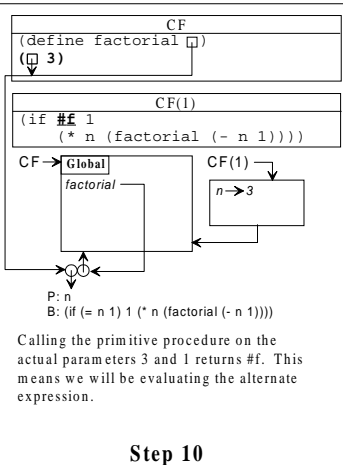 CF
(define factorial )
( 3)
CF(1)
(if #f 1
(* n (factorial (- n 1))))
CF Global CF(1)
factorial
n 3
P: n
B: (if (= n 1) 1 (* n (factorial (- n 1))))
Calling the primitive procedure on the
actual parameters 3 and 1 returns #f. This
means we will be evaluating the alternate
expression.
Step 10